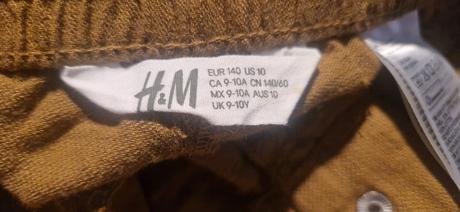 H&M
EUR 140 US 10
CA 9-10A CN 140/60
MX 9-10A AUS 10
UK 9-10Y